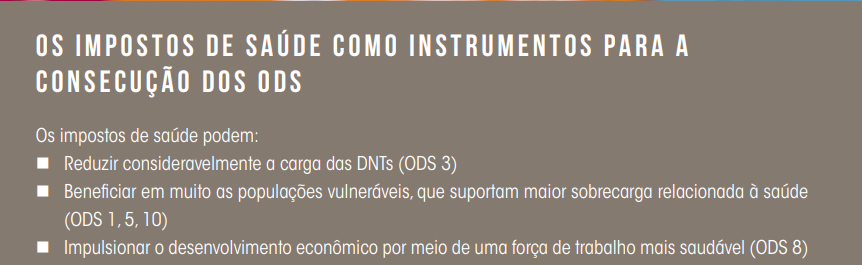 OS IMPOSTOS DE SAÚDE COMO INSTRUMENTOS PARA A
CONSECUÇÃO DOS ODS
Os impostos de saúde podem:
■ Reduzir consideravelmente a carga das DNTs (ODS 3)
■ Beneficiar em muito as populações vulneráveis, que suportam maior sobrecarga relacionada à saúde
(ODS 1, 5, 10)
■ Impulsionar o desenvolvimento econômico por meio de uma força de trabalho mais saudável (ODS 8)